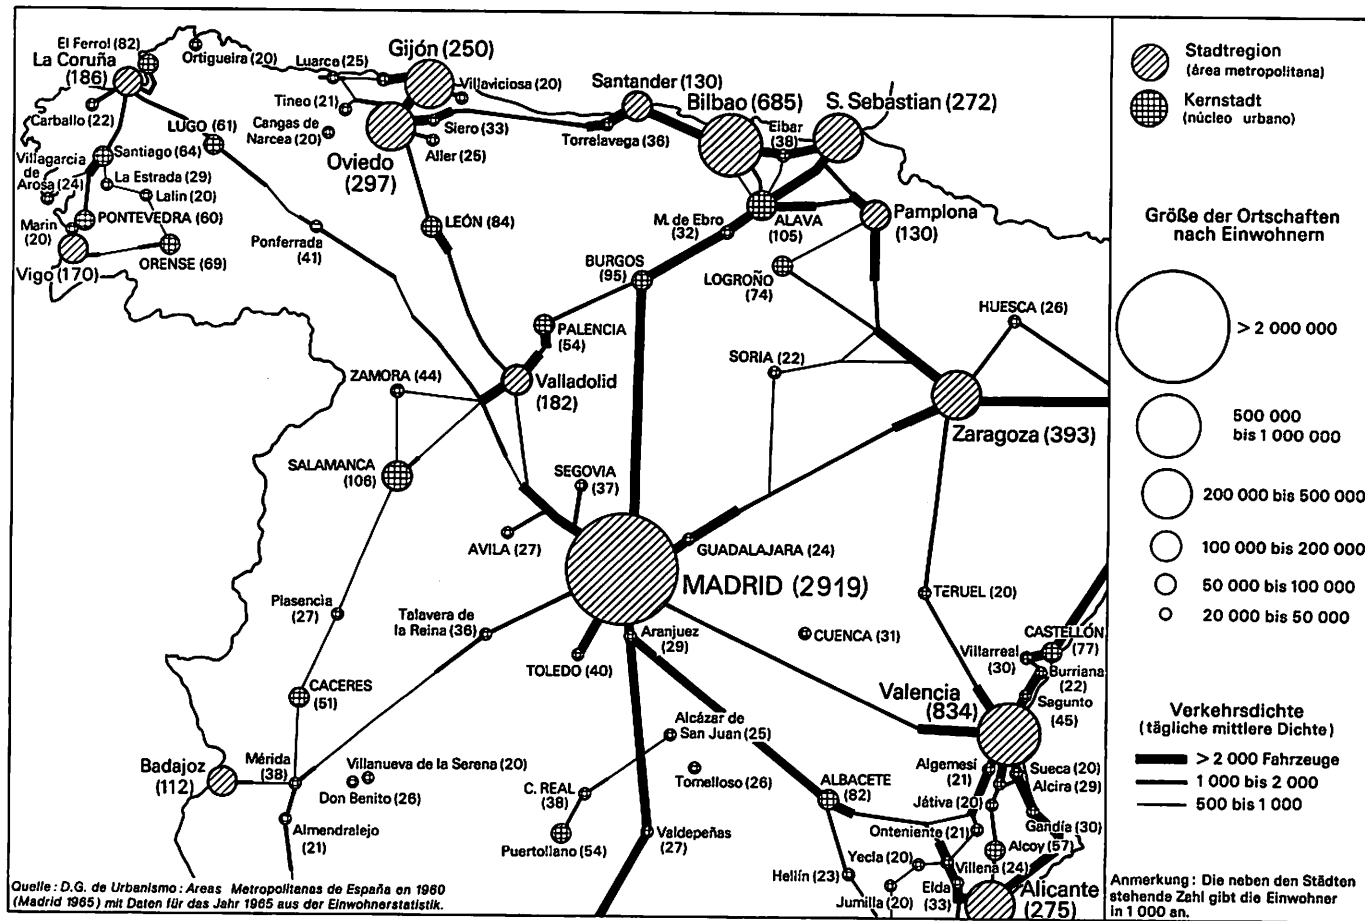 El Ferrol (82)
La Coruña
(186)
Ortigueira (20)
Carballo (22)
LUGO (61)
Santiago (64)
Villagarcia
de
Arosa (24)
La Estrada (29)
Lalin (20)
PONTEVEDRA (60)
Marin
(20)
Vigo (170)
ORENSE (69)
Ponferrada
(41)
Luarca (25)
Gijón (250)
Villaviciosa (20)
Tineo (21)
Cangas de
Narcea (20)
Siero (33)
Aller (25)
Oviedo
(297)
LEÓN (84)
Santander (130)
Torrelavega (36)
Bilbao (685)
Eibar
(38)
S. Sebastian (272)
M. de Ebro
(32)
ALAVA
(105)
Pamplona
(130)
BURGOS
(95)
LOGROÑO
(74)
PALENCIA
(54)
Valladolid
(182)
ZAMORA (44)
SALAMANCA
(106)
SORIA (22)
HUESCA (26)
Zaragoza (393)
SEGOVIA
(37)
AVILA (27)
GUADALAJARA (24)
MADRID (2919)
Plasencia
(27)
Talavera de
la Reina (36)
TOLEDO (40)
Aranjuez
(29)
CUENCA (31)
TERUEL (20)
CASTELLÓN
(77)
Villarreal
(30)
Burriana
(22)
Sagunto
(45)
Valencia
(834)
CACERES
(51)
Badajoz
(112)
Mérida
(38)
Villanueva de la Serena (20)
Don Benito (26)
Almendralejo
(21)
Alcázar de
San Juan (25)
Tomelloso (26)
C. REAL
(38)
Puertollano (54)
Valdepeñas
(27)
ALBACETE
(82)
Hellín (23)
Algemesí
(21)
Sueca (20)
Alcira (29)
Játiva (20)
Gandía (30)
Onteniente (21)
Alcoy (57)
Yecla (20)
Villena (24)
Elda
(33)
Jumilla (20)
Alicante
(275)
Quelle : D.G. de Urbanismo : Areas Metropolitanas de España en 1960
(Madrid 1965) mit Daten für das Jahr 1965 aus der Einwohnerstatistik.
Stadtregion
(área metropolitana)
Kernstadt
(núcleo urbano)
Größe der Ortschaften
nach Einwohnern
> 2 000 000
500 000
bis 1 000 000
200 000 bis 500 000
100 000 bis 200 000
50 000 bis 100 000
20 000 bis 50 000
Verkehrsdichte
(tägliche mittlere Dichte)
> 2 000 Fahrzeuge
1 000 bis 2 000
500 bis 1 000
Anmerkung : Die neben den Städten
stehende Zahl gibt die Einwohner
in 1 000 an.